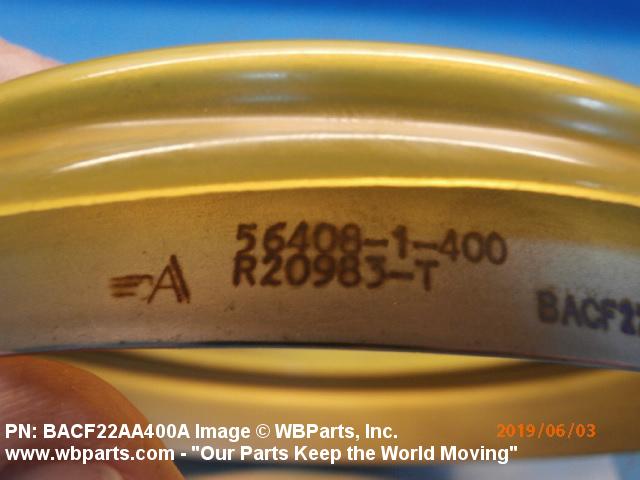 56408-1-400
R20983-T
A
BACF22
PN: BACF22AA400A Image © WBParts, Inc.
2019/06/03
www.wbparts.com - "Our Parts Keep the World Moving"